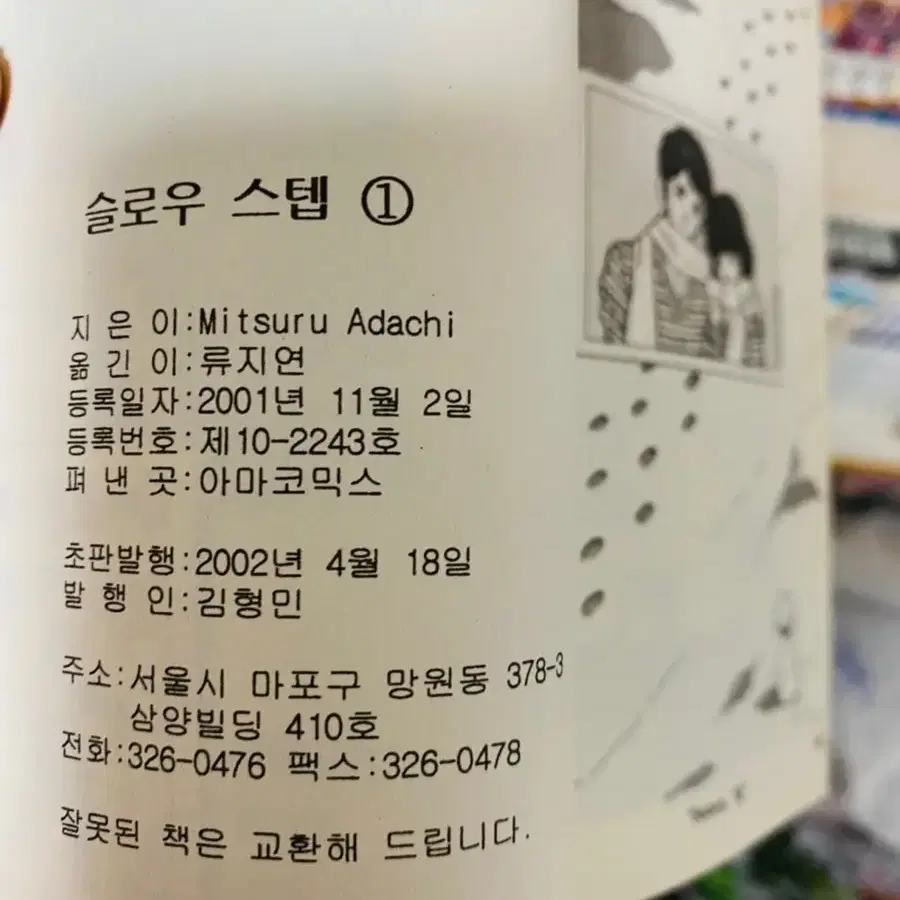 슬로우 스텝 ①
지 은 이:Mitsuru Adachi
옮 긴 이:류지연
등록일자:2001년 11월 2일
등록번호:제10-2243호
펴 낸 곳:아마코믹스
초판발행:2002년 4월 18일
발 행 인:김형민
주소:서울시 마포구 망원동 378-3
삼양빌딩 410호
전화:326-0476 팩스:326-0478
잘못된 책은 교환해 드립니다.